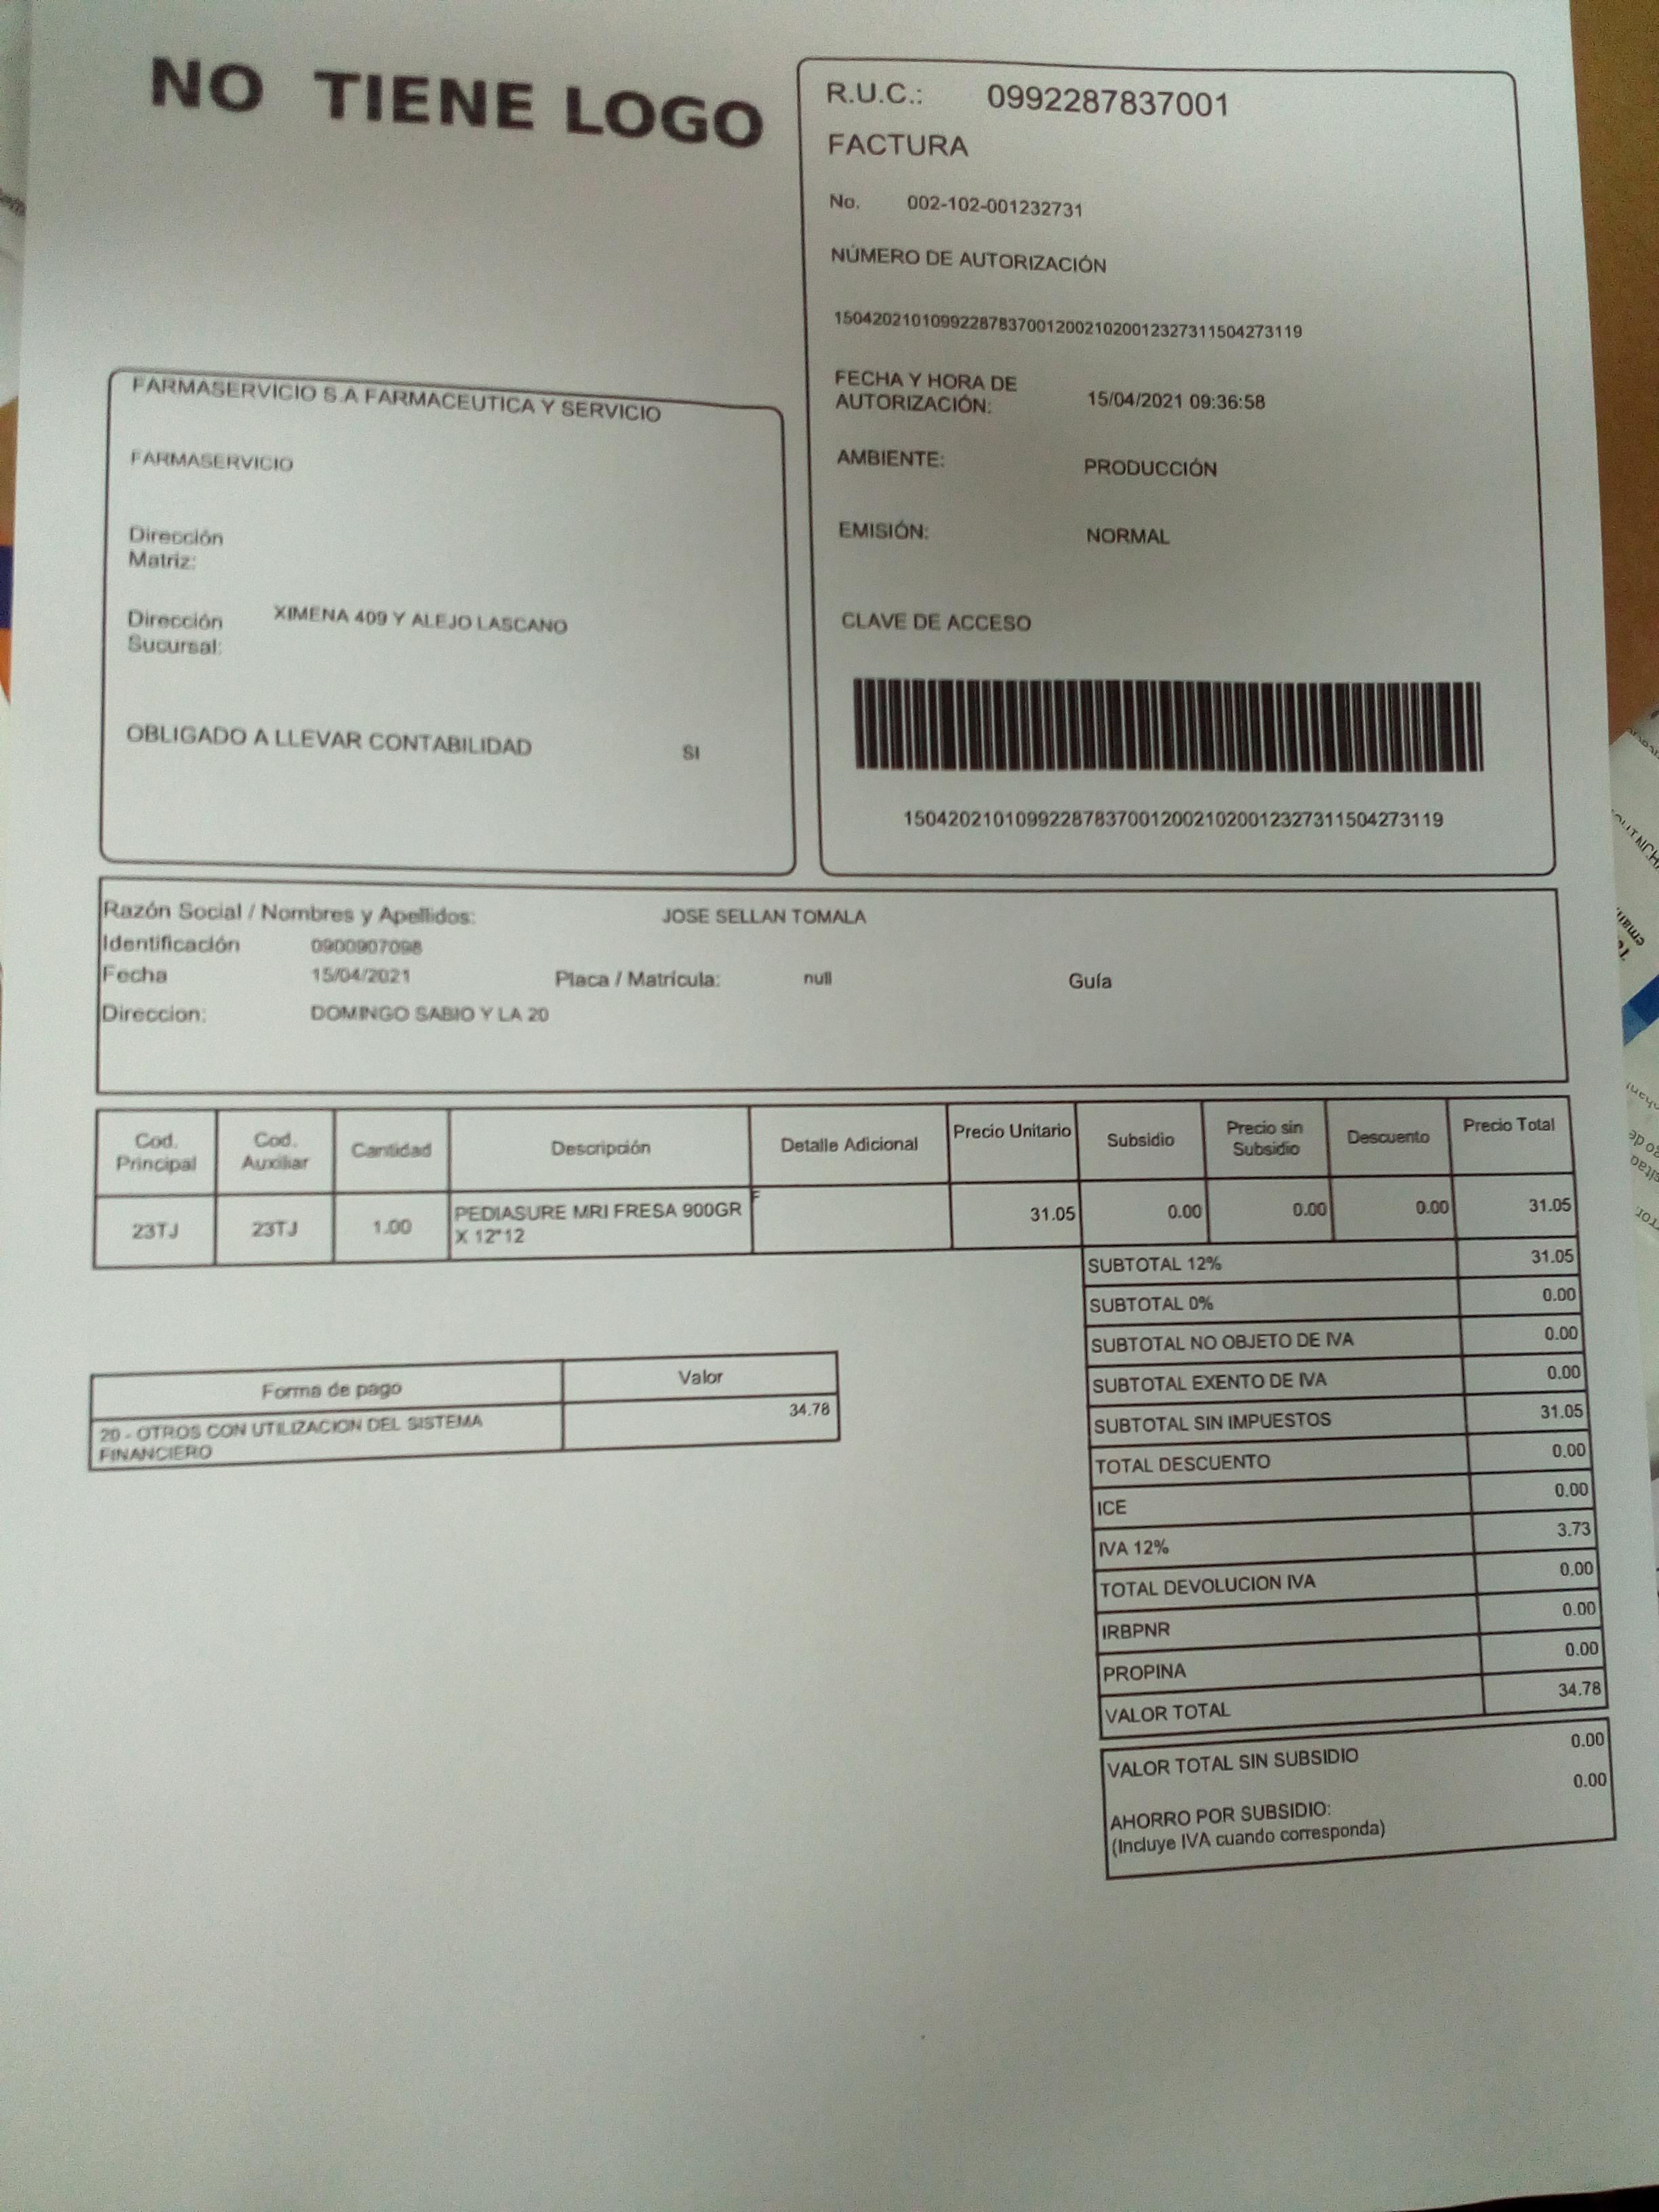 NO TIENE LOGO
R.U.C.: 0992287837001
FACTURA
No. 002-102-001232731
NÚMERO DE AUTORIZACIÓN
1504202101099228783700120021020012327311504273119
FECHA Y HORA DE
AUTORIZACIÓN: 15/04/2021 09:36:58
AMBIENTE: PRODUCCIÓN
EMISIÓN: NORMAL
CLAVE DE ACCESO
1504202101099228783700120021020012327311504273119
FARMASERVICIO S.A FARMACEUTICA Y SERVICIO
FARMASERVICIO
Dirección
Matriz:
Dirección XIMENA 409 Y ALEJO LASCANO
Sucursal:
OBLIGADO A LLEVAR CONTABILIDAD SI
Razón Social / Nombres y Apellidos: JOSE SELLAN TOMALA
Identificación 0900907098
Fecha 15/04/2021 Placa / Matrícula: null Guía
Direccion: DOMINGO SABIO Y LA 20
Cod. Principal Cod. Auxiliar Cantidad Descripción Detalle Adicional Precio Unitario Subsidio Precio sin Subsidio Descuento Precio Total
23TJ 23TJ 1.00 PEDIASURE MRI FRESA 900GR F 31.05 0.00 0.00 0.00 31.05
X 12*12
SUBTOTAL 12% 31.05
SUBTOTAL 0% 0.00
SUBTOTAL NO OBJETO DE IVA 0.00
SUBTOTAL EXENTO DE IVA 0.00
SUBTOTAL SIN IMPUESTOS 31.05
TOTAL DESCUENTO 0.00
ICE 0.00
IVA 12% 3.73
TOTAL DEVOLUCION IVA 0.00
IRBPNR 0.00
PROPINA 0.00
VALOR TOTAL 34.78
VALOR TOTAL SIN SUBSIDIO 0.00
AHORRO POR SUBSIDIO: 0.00
(Incluye IVA cuando corresponda)
Forma de pago Valor
20 - OTROS CON UTILIZACION DEL SISTEMA 34.78
FINANCIERO